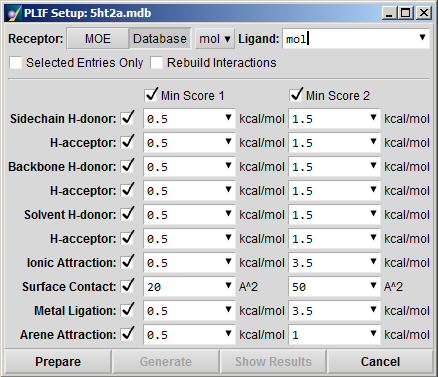 PLIF Setup: 5ht2a.mdb
Receptor: MOE Database mol Ligand: mol
Selected Entries Only Rebuild Interactions
Min Score 1 Min Score 2
Sidechain H-donor: 0.5 kcal/mol 1.5 kcal/mol
H-acceptor: 0.5 kcal/mol 1.5 kcal/mol
Backbone H-donor: 0.5 kcal/mol 1.5 kcal/mol
H-acceptor: 0.5 kcal/mol 1.5 kcal/mol
Solvent H-donor: 0.5 kcal/mol 1.5 kcal/mol
H-acceptor: 0.5 kcal/mol 1.5 kcal/mol
Ionic Attraction: 0.5 kcal/mol 3.5 kcal/mol
Surface Contact: 20 A^2 50 A^2
Metal Ligation: 0.5 kcal/mol 3.5 kcal/mol
Arene Attraction: 0.5 kcal/mol 1 kcal/mol
Prepare Generate Show Results Cancel